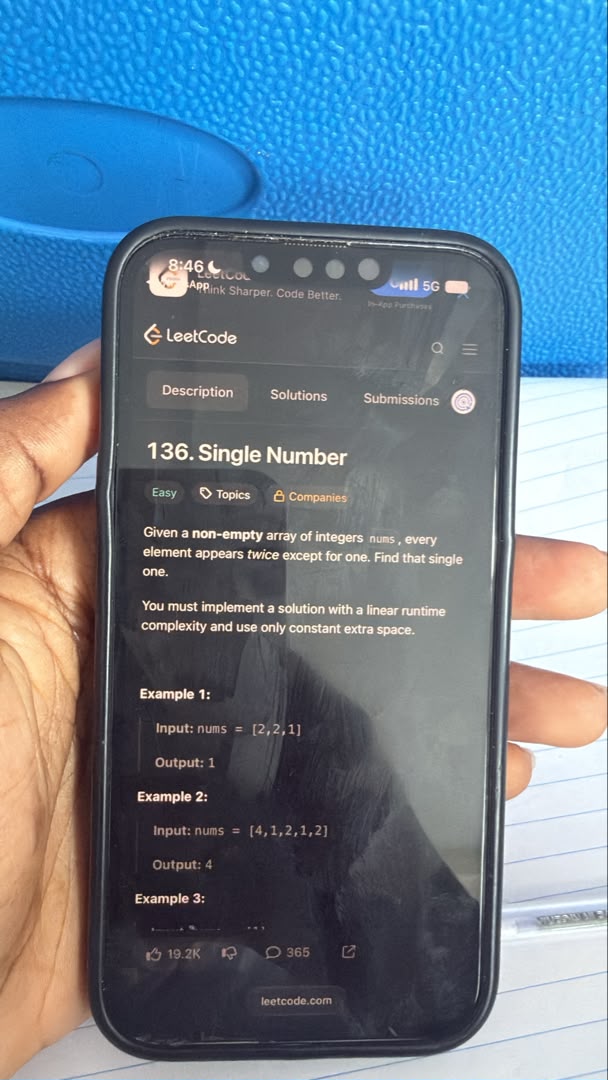 8:46
5G
App
Think Sharper. Code Better.
In-App Purchases
LeetCode
Description Solutions Submissions
136. Single Number
Easy Topics Companies
Given a non-empty array of integers nums, every
element appears twice except for one. Find that single
one.
You must implement a solution with a linear runtime
complexity and use only constant extra space.
Example 1:
Input: nums = [2,2,1]
Output: 1
Example 2:
Input: nums = [4,1,2,1,2]
Output: 4
Example 3:
19.2K 365
leetcode.com